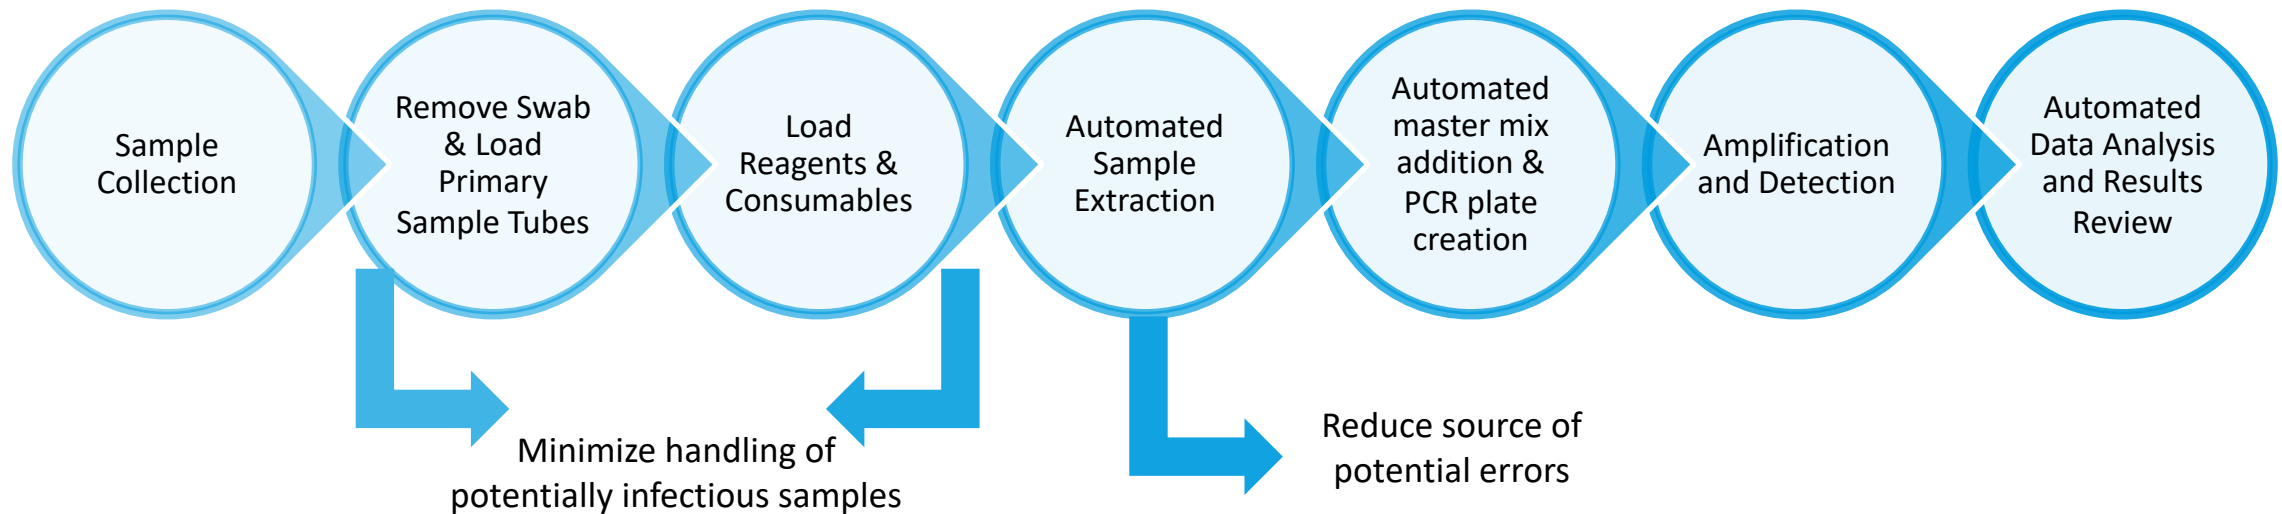 Sample
Collection
Remove Swab
& Load
Primary
Sample Tubes
Load
Reagents &
Consumables
Automated
Sample
Extraction
Automated
master mix
addition &
PCR plate
creation
Amplification
and Detection
Automated
Data Analysis
and Results
Review
Minimize handling of
potentially infectious samples
Reduce source of
potential errors